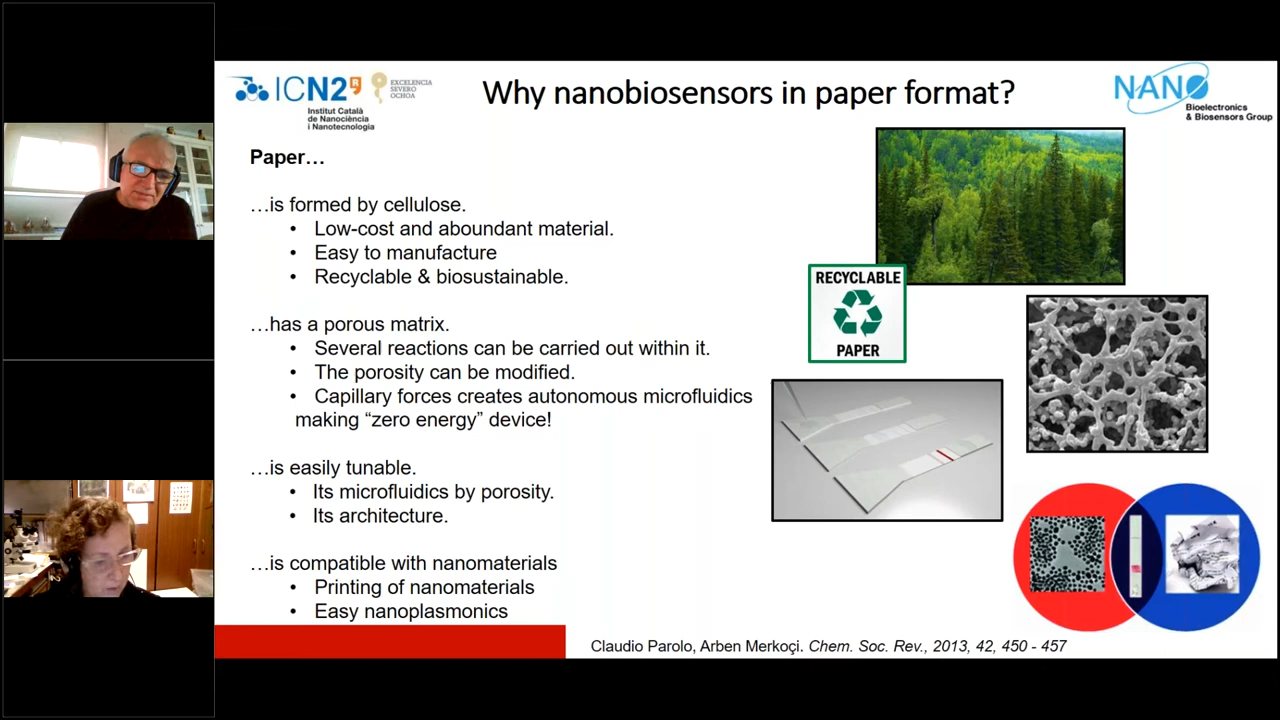 ICN2
EXCELENCIA
SEVERO
OCHOA
Institut Català
de Nanociència
i Nanotecnologia
Why nanobiosensors in paper format?
NANO
Bioelectronics
& Biosensors Group
Paper…
…is formed by cellulose.
• Low-cost and aboundant material.
• Easy to manufacture
• Recyclable & biosustainable.
RECYCLABLE
PAPER
…has a porous matrix.
• Several reactions can be carried out within it.
• The porosity can be modified.
• Capillary forces creates autonomous microfluidics
making “zero energy” device!
…is easily tunable.
• Its microfluidics by porosity.
• Its architecture.
…is compatible with nanomaterials
• Printing of nanomaterials
• Easy nanoplasmonics
Claudio Parolo, Arben Merkoçi. Chem. Soc. Rev., 2013, 42, 450 - 457